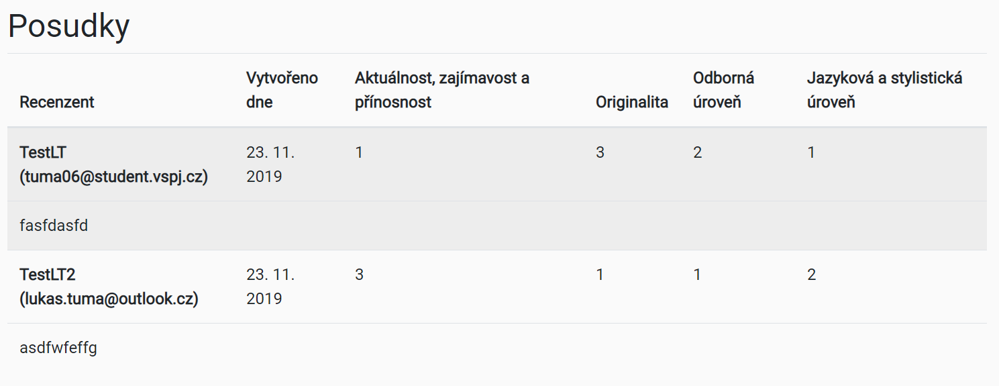 Posudky
Recenzent
Vytvořeno
dne
Aktuálnost, zajímavost a
přínosnost
Originalita
Odborná
úroveň
Jazyková a stylistická
úroveň
TestLT
(tuma06@student.vspj.cz)
23. 11.
2019
1
3
2
1
fasfdasfd
TestLT2
(lukas.tuma@outlook.cz)
23. 11.
2019
3
1
1
2
asdfwfeffg